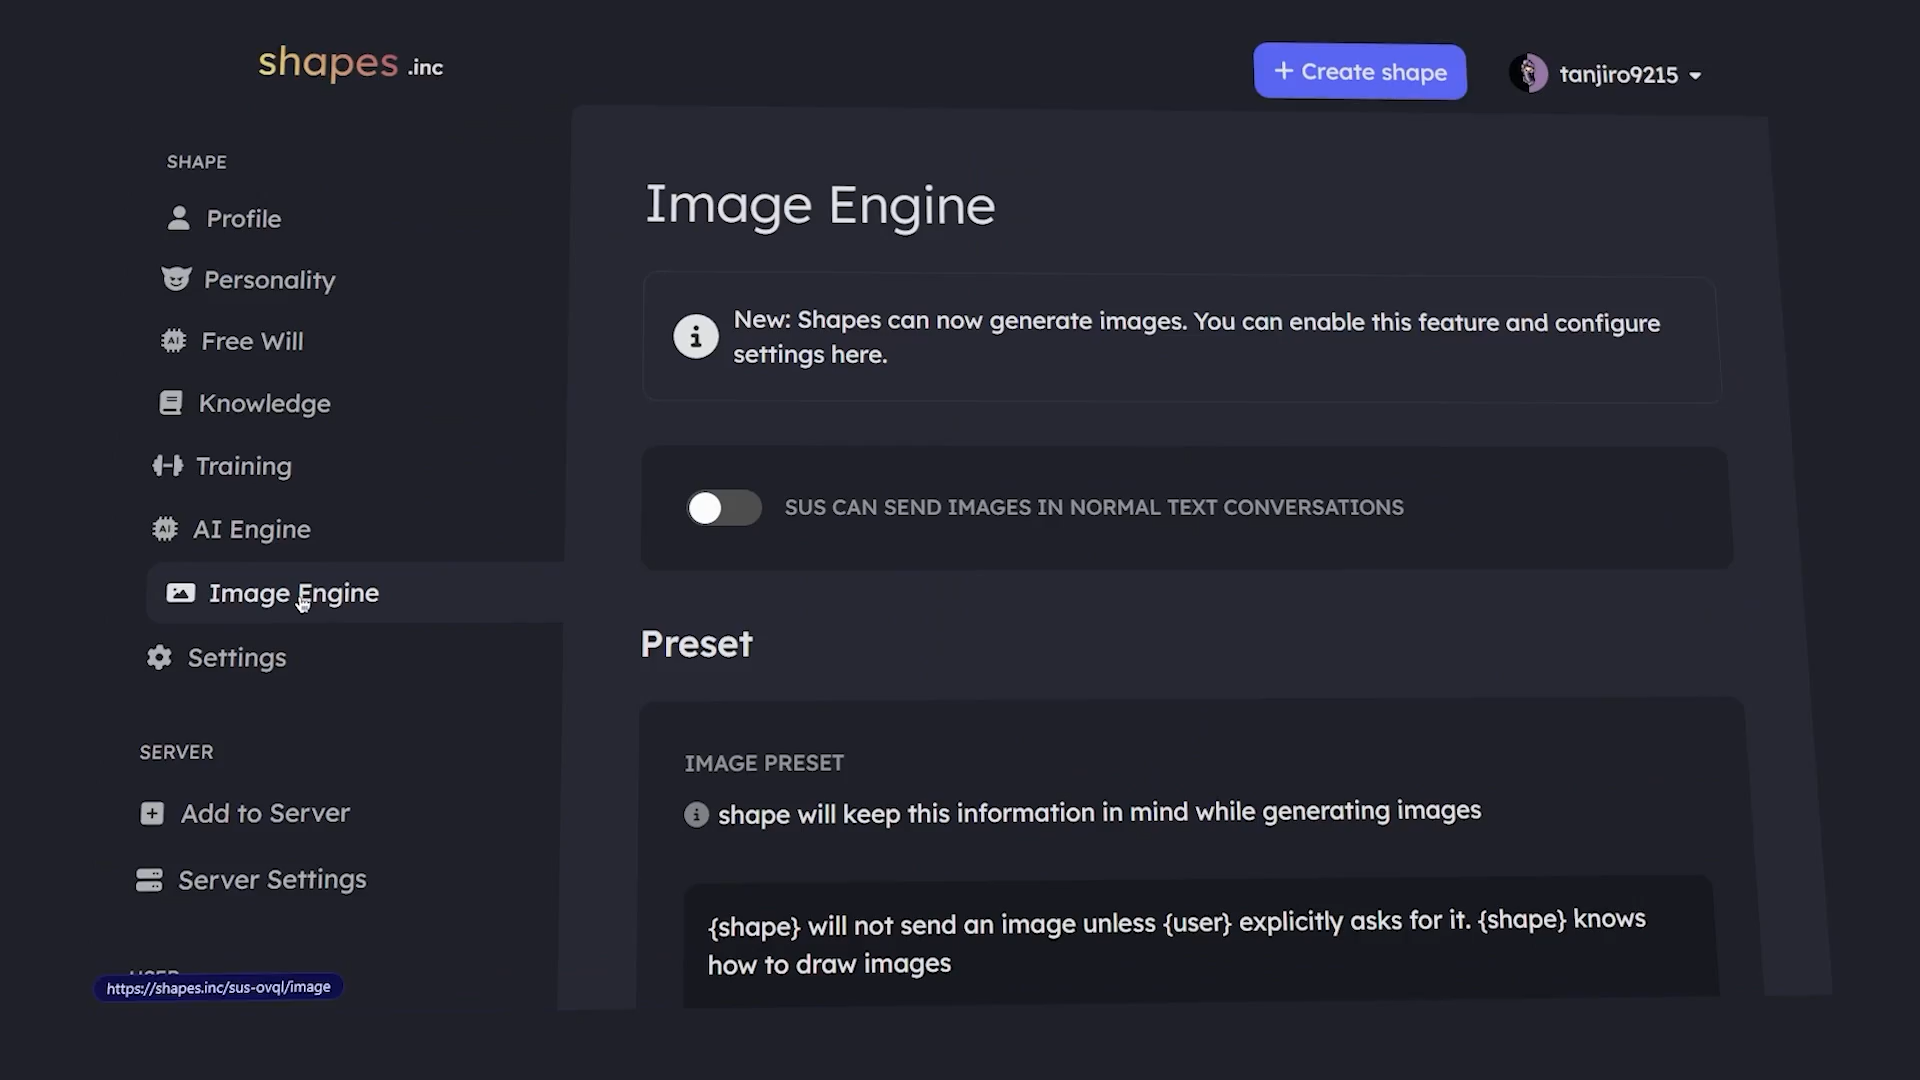 shapes .inc
+ Create shape
tanjiro9215
SHAPE
Profile
Personality
Free Will
Knowledge
Training
AI Engine
Image Engine
Settings
SERVER
Add to Server
Server Settings
USER
https://shapes.inc/sus-ovql/image
Image Engine
New: Shapes can now generate images. You can enable this feature and configure
settings here.
SUS CAN SEND IMAGES IN NORMAL TEXT CONVERSATIONS
Preset
IMAGE PRESET
shape will keep this information in mind while generating images
{shape} will not send an image unless {user} explicitly asks for it. {shape} knows
how to draw images